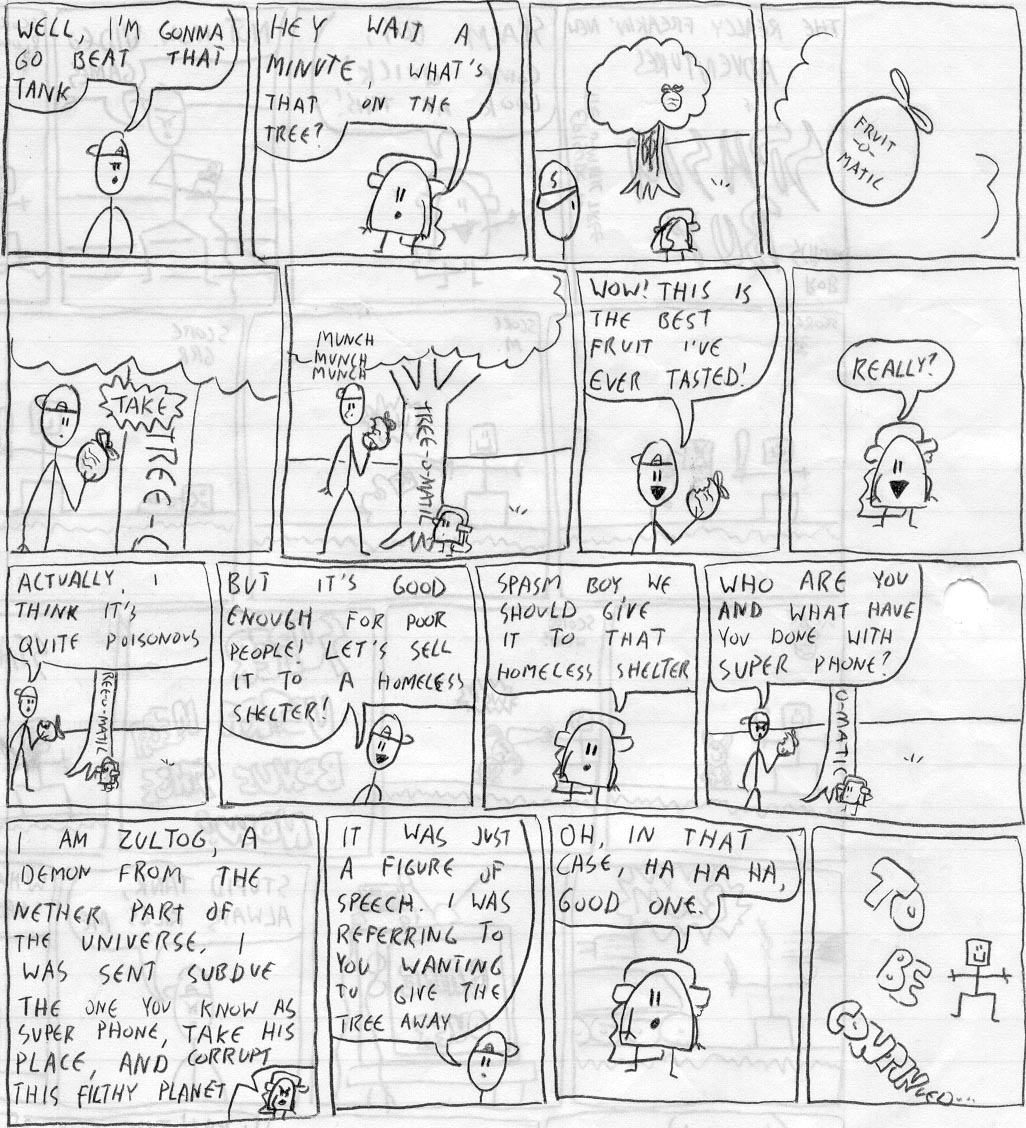 WELL, I'M GONNA
GO BEAT THAT
TANK
HEY WAIT A
MINUTE, WHAT'S
THAT ON THE
TREE?
S
FRUIT
-O-
MATIC
TAKE
TREE-O
MUNCH
MUNCH
MUNCH
TREE-O-MATIC
WOW! THIS IS
THE BEST
FRUIT I'VE
EVER TASTED!
REALLY?
ACTUALLY, I
THINK IT'S
QUITE POISONOUS
REE-O-MATIC
BUT IT'S GOOD
ENOUGH FOR POOR
PEOPLE! LET'S SELL
IT TO A HOMELESS
SHELTER!
SPASM BOY, WE
SHOULD GIVE
IT TO THAT
HOMELESS SHELTER
WHO ARE YOU
AND WHAT HAVE
YOU DONE WITH
SUPER PHONE?
O-MATIC
I AM ZULTOG, A
DEMON FROM THE
NETHER PART OF
THE UNIVERSE. I
WAS SENT SUBDUE
THE ONE YOU KNOW AS
SUPER PHONE, TAKE HIS
PLACE, AND CORRUPT
THIS FILTHY PLANET
IT WAS JUST
A FIGURE OF
SPEECH. I WAS
REFERRING TO
YOU WANTING
TO GIVE THE
TREE AWAY
OH, IN THAT
CASE, HA HA HA,
GOOD ONE.
TO
BE
CONTINUED...